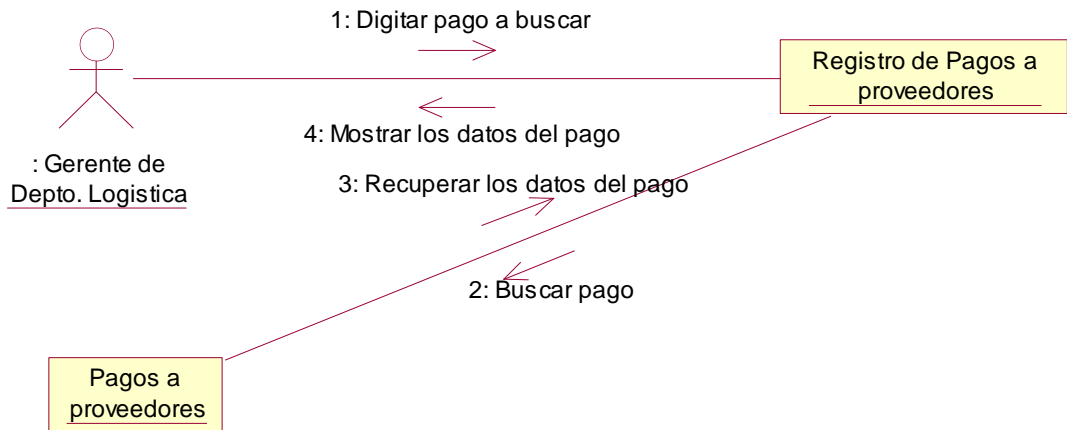 1: Digitar pago a buscar
Registro de Pagos a
proveedores
4: Mostrar los datos del pago
: Gerente de
Depto. Logistica
3: Recuperar los datos del pago
2: Buscar pago
Pagos a
proveedores